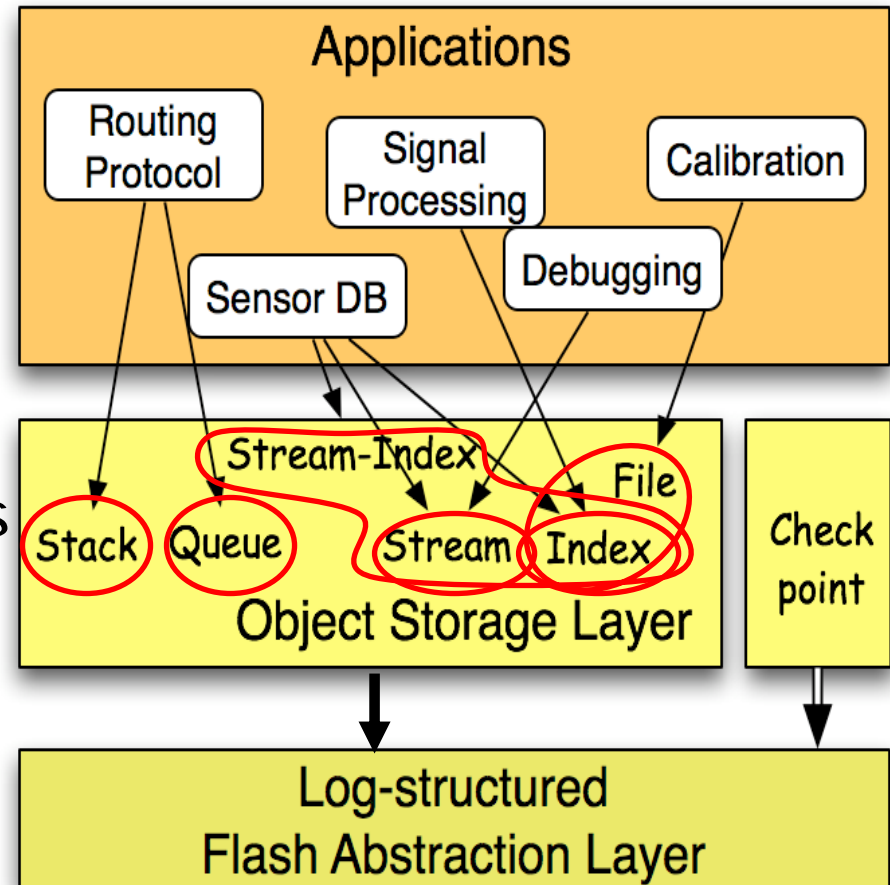 Applications
Routing
Protocol
Signal
Processing
Calibration
Debugging
Sensor DB
Stream-Index
File
s
Stack
Queue
Stream
Index
Check
point
Object Storage Layer
Log-structured
Flash Abstraction Layer